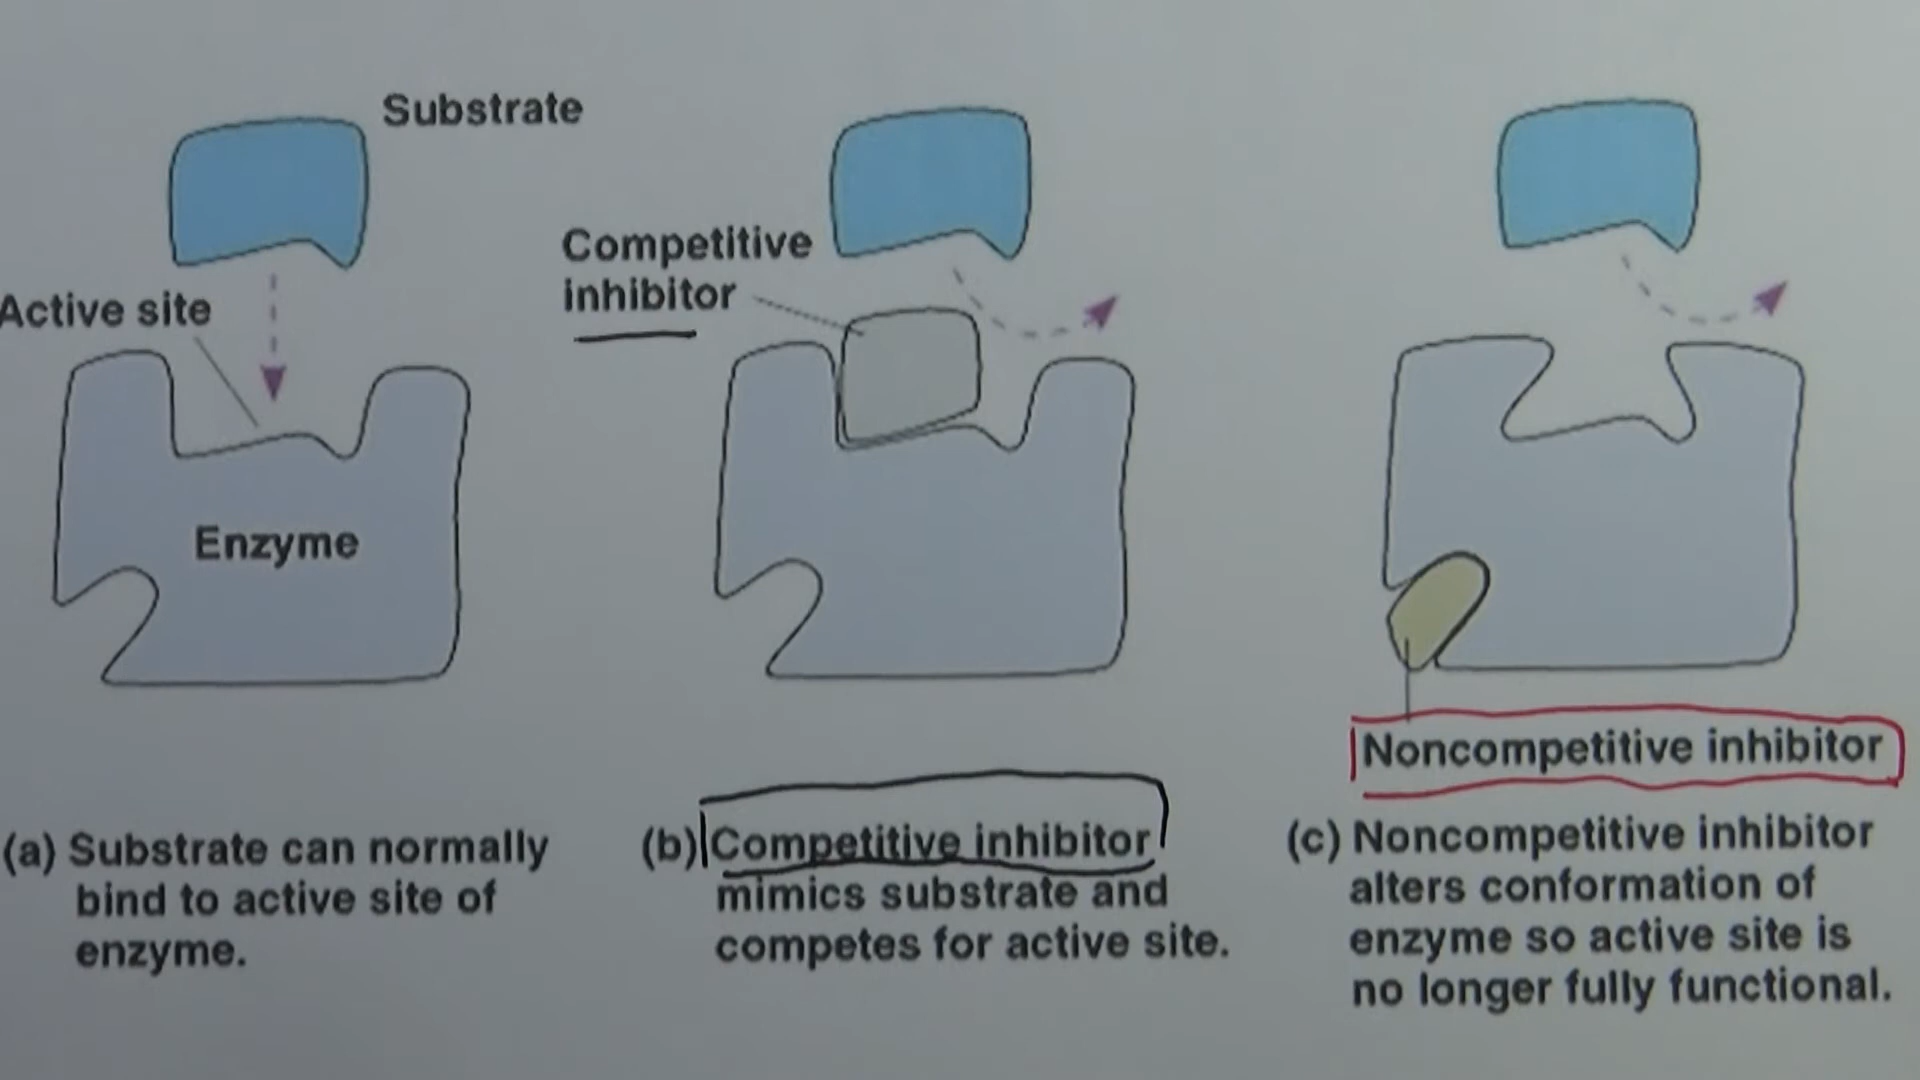 Substrate
Active site
Enzyme
(a) Substrate can normally
bind to active site of
enzyme.
Competitive
inhibitor
(b) Competitive inhibitor
mimics substrate and
competes for active site.
Noncompetitive inhibitor
(c) Noncompetitive inhibitor
alters conformation of
enzyme so active site is
no longer fully functional.